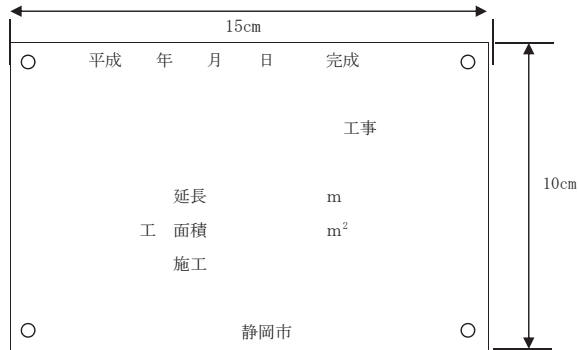 15cm
平成 年 月 日 完成
工事
10cm
延長 m
工 面積 m²
施工
静岡市